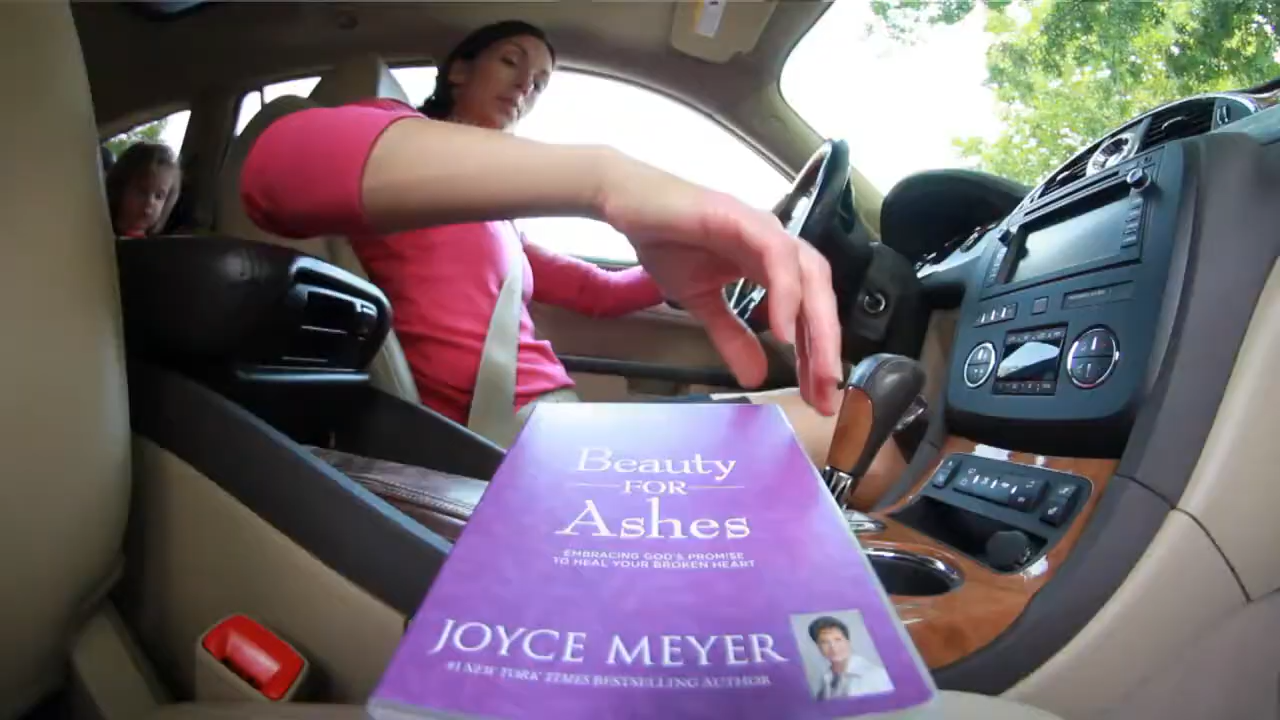 Beauty
FOR
Ashes
EMBRACING GOD'S PROMISE
TO HEAL YOUR BROKEN HEART
JOYCE MEYER
#1 NEW YORK TIMES BESTSELLING AUTHOR